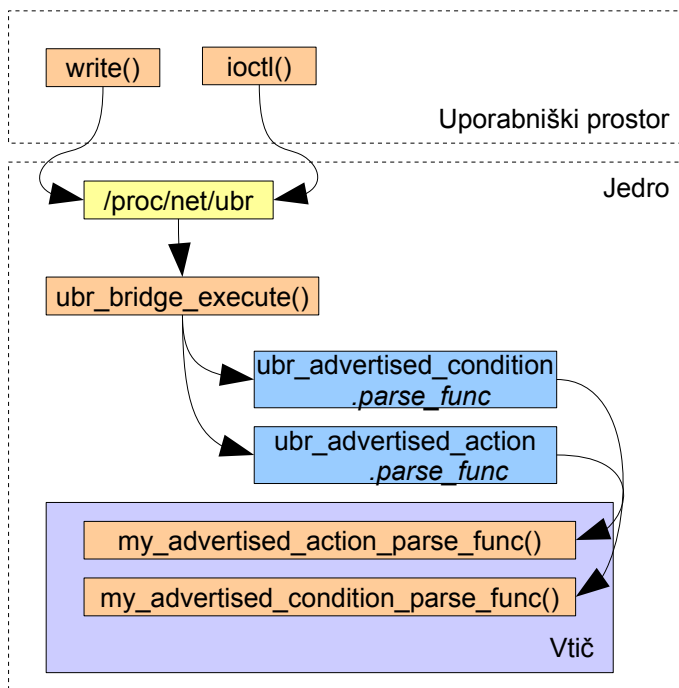 write()
ioctl()
Uporabniški prostor
Jedro
/proc/net/ubr
ubr_bridge_execute()
ubr_advertised_condition
.parse_func
ubr_advertised_action
.parse_func
my_advertised_action_parse_func()
my_advertised_condition_parse_func()
Vtič